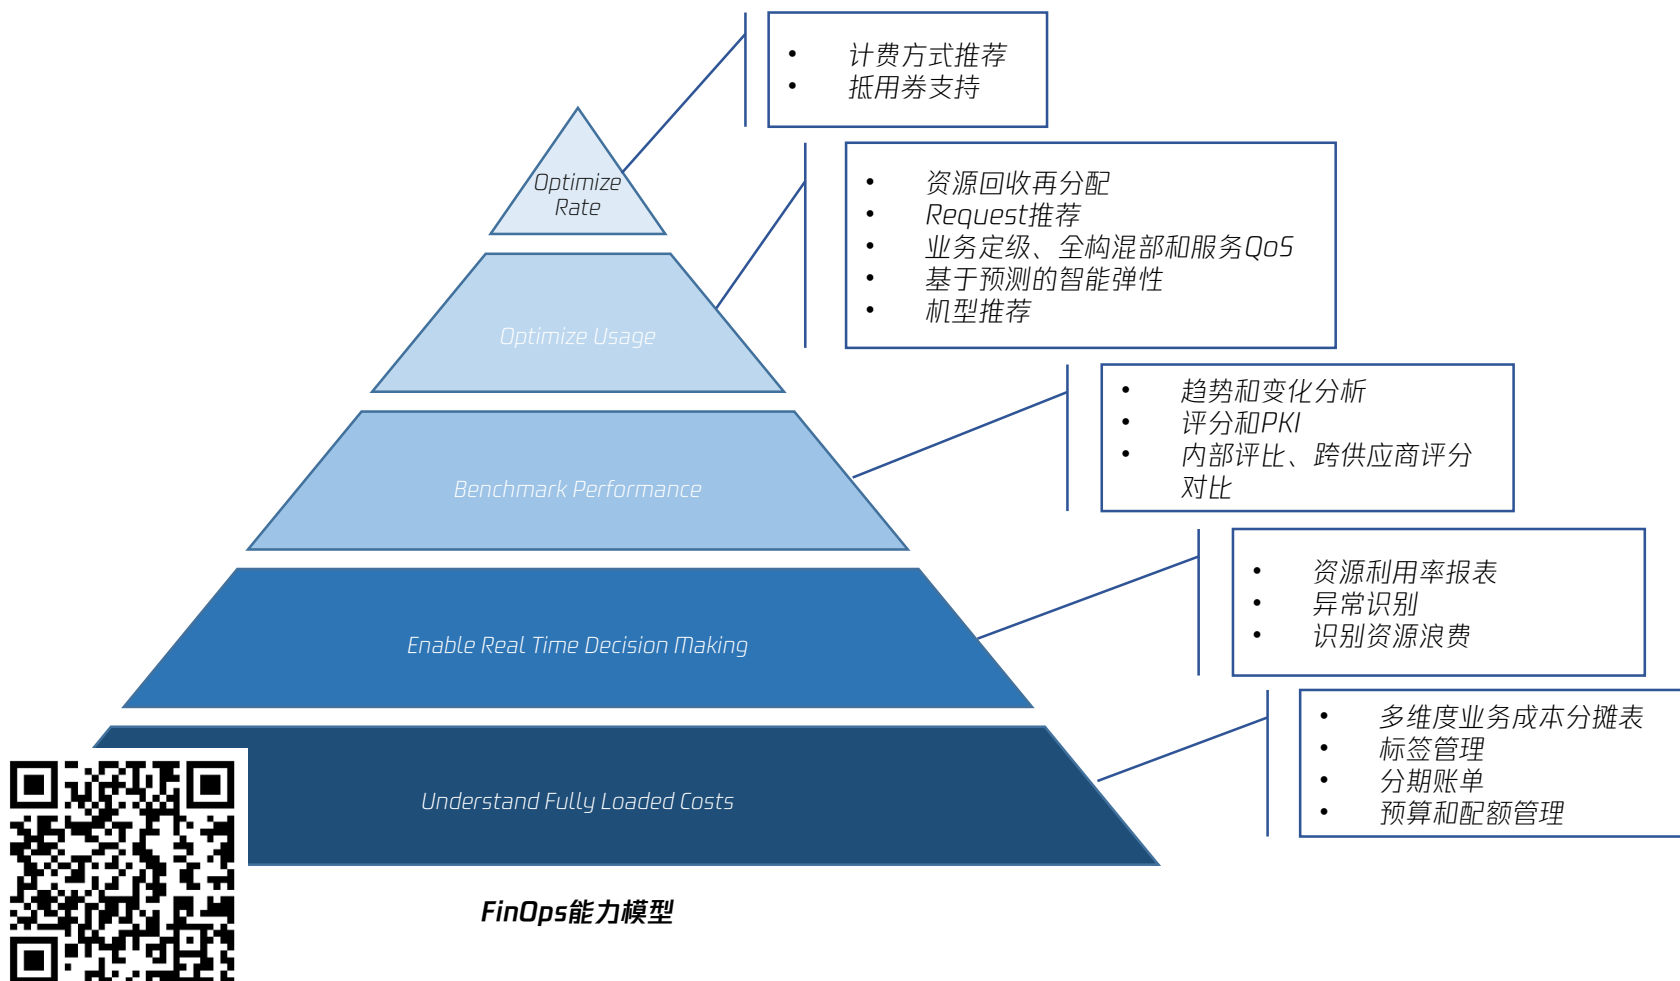 • 计费方式推荐
• 抵用券支持
Optimize
Rate
• 资源回收再分配
• Request推荐
• 业务定级、全构混部和服务QoS
• 基于预测的智能弹性
• 机型推荐
Optimize Usage
• 趋势和变化分析
• 评分和PKI
• 内部评比、跨供应商评分
对比
Benchmark Performance
• 资源利用率报表
• 异常识别
• 识别资源浪费
Enable Real Time Decision Making
• 多维度业务成本分摊表
• 标签管理
• 分期账单
• 预算和配额管理
Understand Fully Loaded Costs
FinOps能力模型